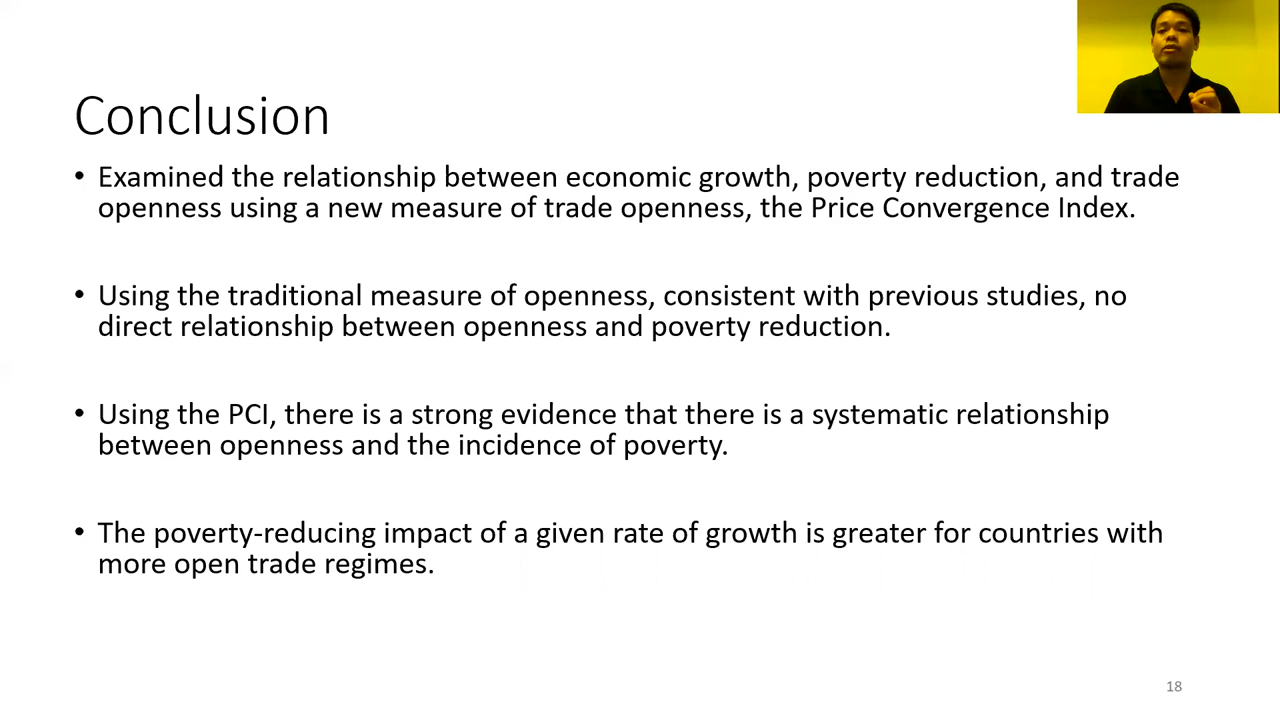 Conclusion
• Examined the relationship between economic growth, poverty reduction, and trade
openness using a new measure of trade openness, the Price Convergence Index.
• Using the traditional measure of openness, consistent with previous studies, no
direct relationship between openness and poverty reduction.
• Using the PCI, there is a strong evidence that there is a systematic relationship
between openness and the incidence of poverty.
• The poverty-reducing impact of a given rate of growth is greater for countries with
more open trade regimes.
18